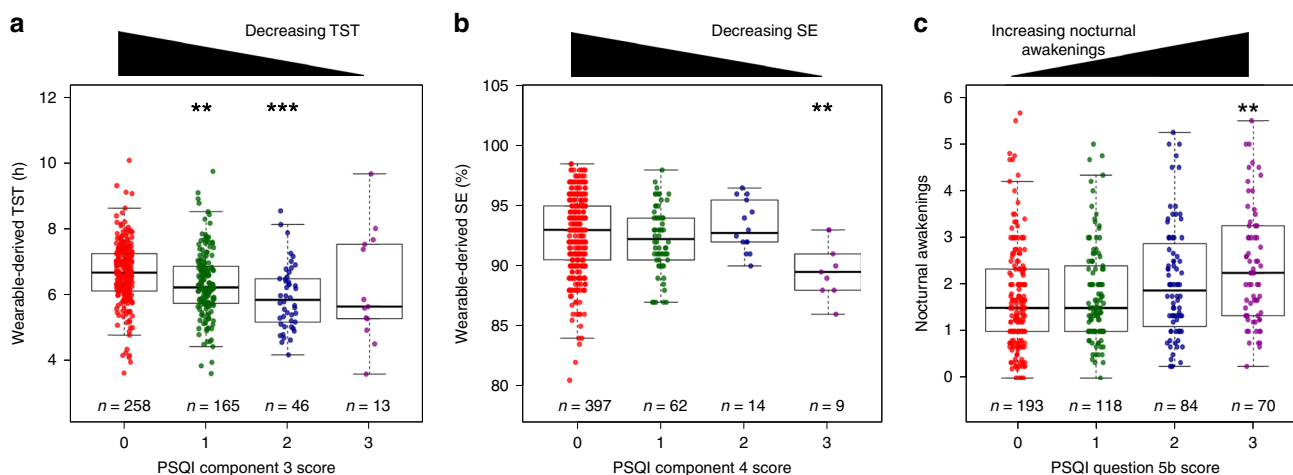 a
Decreasing TST
Wearable-derived TST (h)
12
10
8
6
4
** ***
n = 258 n = 165 n = 46 n = 13
0 1 2 3
PSQI component 3 score
b
Decreasing SE
Wearable-derived SE (%)
105
100
95
90
85
80
**
n = 397 n = 62 n = 14 n = 9
0 1 2 3
PSQI component 4 score
c
Increasing nocturnal
awakenings
Nocturnal awakenings
6
5
4
3
2
1
0
**
n = 193 n = 118 n = 84 n = 70
0 1 2 3
PSQI question 5b score